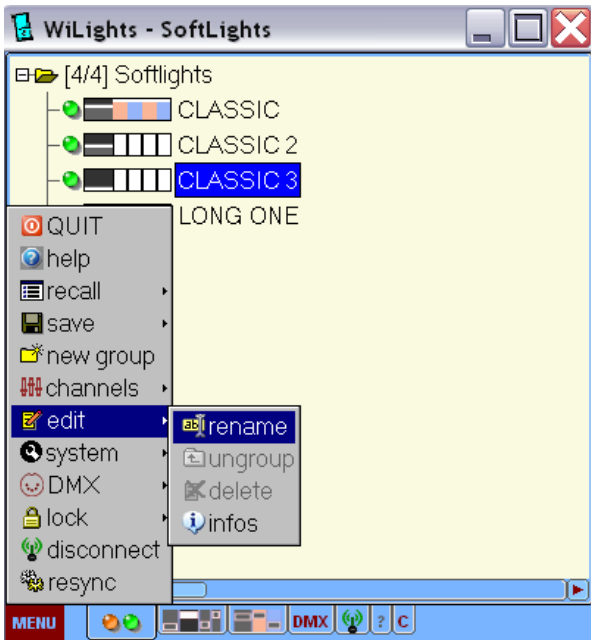 WiLights - SoftLights
[4/4] Softlights
CLASSIC
CLASSIC 2
CLASSIC 3
LONG ONE
QUIT
help
recall
save
new group
channels
edit
rename
system
ungroup
DMX
delete
lock
infos
disconnect
resync
MENU DMX ? C